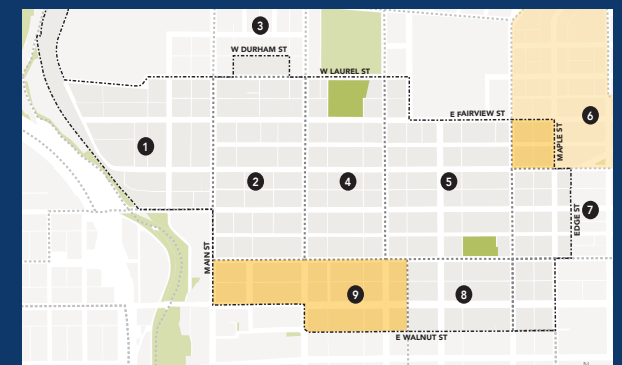 3
W DURHAM ST
W LAUREL ST
E FAIRVIEW ST
6
MAPLE ST
1
2
4
5
7
EDGE ST
MAIN ST
9
8
E WALNUT ST
N